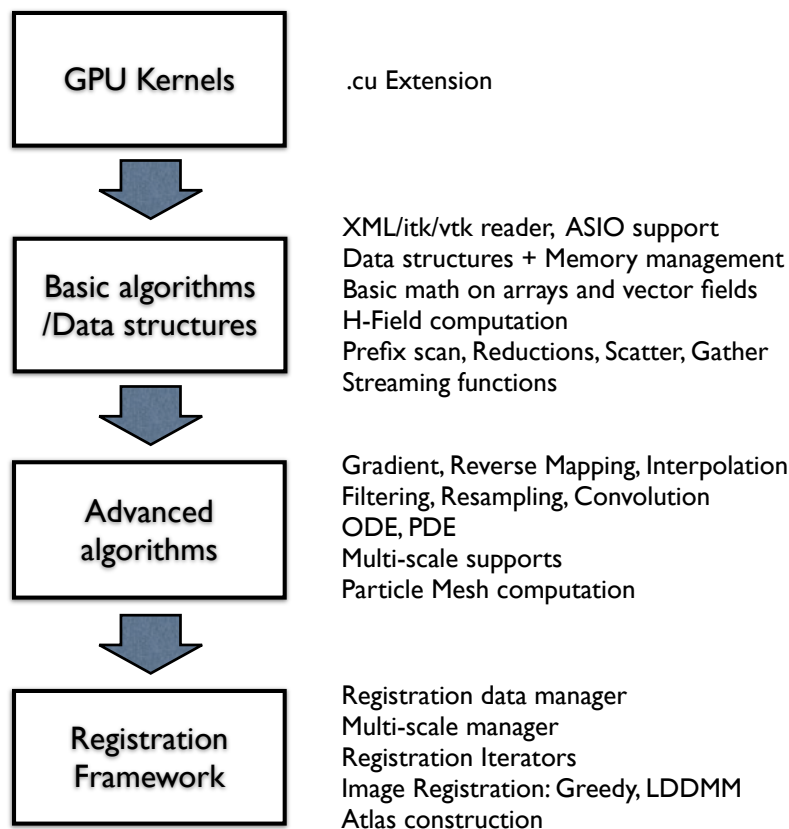 GPU Kernels
.cu Extension
Basic algorithms
/Data structures
XML/itk/vtk reader, ASIO support
Data structures + Memory management
Basic math on arrays and vector fields
H-Field computation
Prefix scan, Reductions, Scatter, Gather
Streaming functions
Advanced
algorithms
Gradient, Reverse Mapping, Interpolation
Filtering, Resampling, Convolution
ODE, PDE
Multi-scale supports
Particle Mesh computation
Registration
Framework
Registration data manager
Multi-scale manager
Registration Iterators
Image Registration: Greedy, LDDMM
Atlas construction